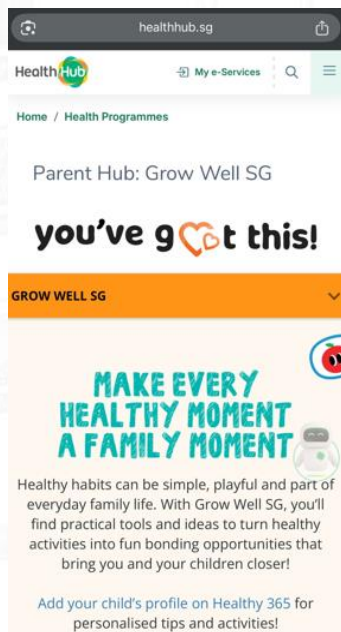 healthhub.sg
HealthHub
My e-Services
Home / Health Programmes
Parent Hub: Grow Well SG
you've got this!
GROW WELL SG
MAKE EVERY
HEALTHY MOMENT
A FAMILY MOMENT
Healthy habits can be simple, playful and part of
everyday family life. With Grow Well SG, you'll
find practical tools and ideas to turn healthy
activities into fun bonding opportunities that
bring you and your children closer!
Add your child's profile on Healthy 365 for
personalised tips and activities!